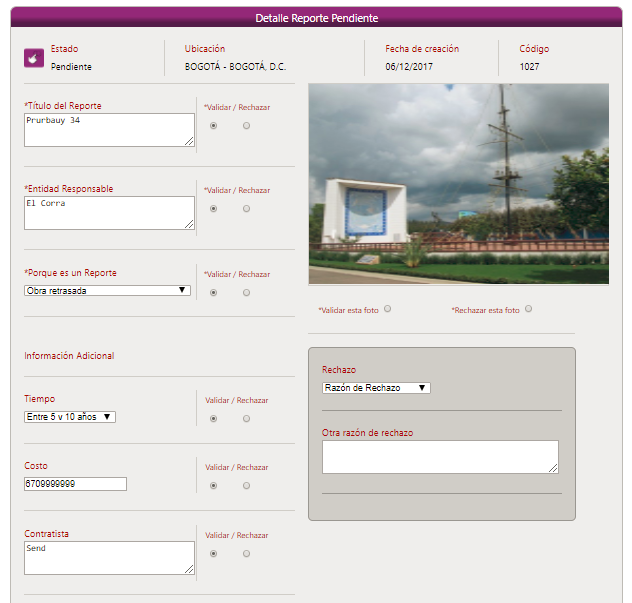 Detalle Reporte Pendiente
Estado
Pendiente
Ubicación
BOGOTÁ - BOGOTÁ, D.C.
Fecha de creación
06/12/2017
Código
1027
*Título del Reporte
*Validar / Rechazar
Prurbauy 34
*Entidad Responsable
*Validar / Rechazar
El Corra
*Porque es un Reporte
*Validar / Rechazar
Obra retrasada
*Validar esta foto
*Rechazar esta foto
Información Adicional
Tiempo
Validar / Rechazar
Entre 5 y 10 años
Costo
Validar / Rechazar
8709999999
Contratista
Validar / Rechazar
Send
Rechazo
Razón de Rechazo
Otra razón de rechazo